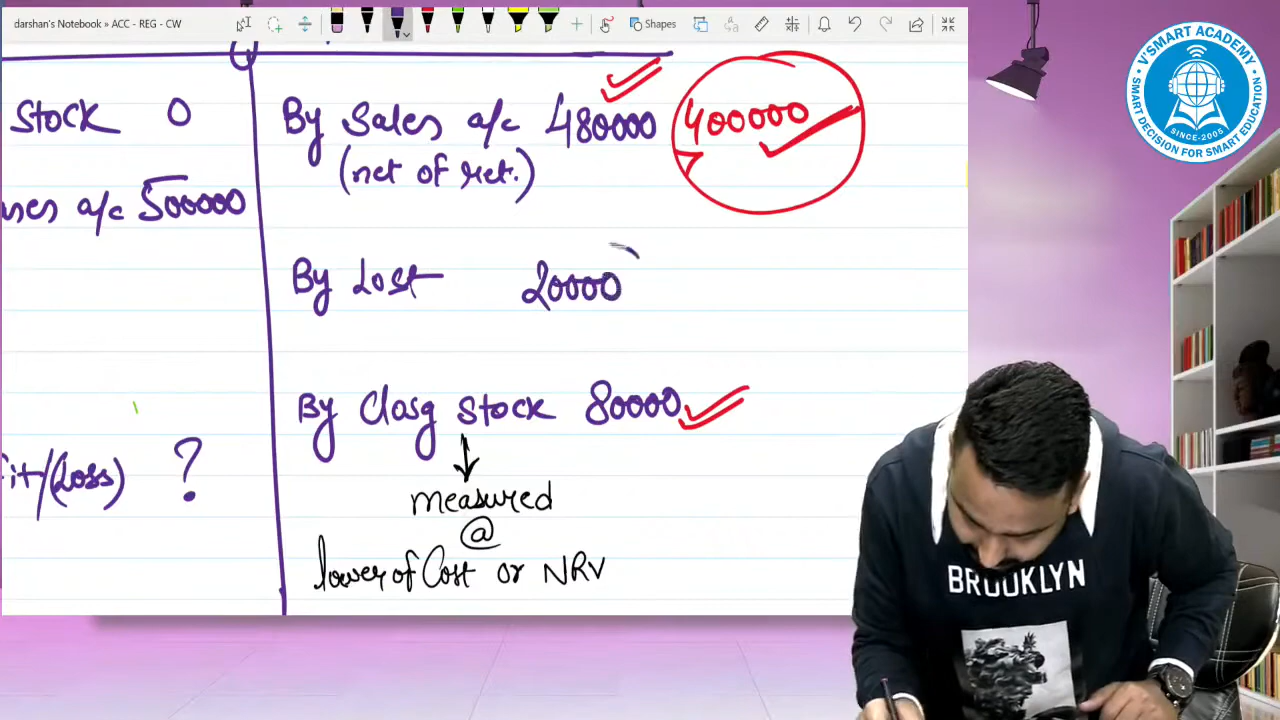 darshan's Notebook » ACC - REG - CW
Shapes
Stock 0
By Sales a/c 480000
400000
(net of ret.)
ses a/c 500000
By Lost 20000
By Closg stock 80000
fit/(Loss) ?
measured
@
lower of Cost or NRV
V'SMART ACADEMY
SINCE-2005
SMART DECISION FOR SMART EDUCATION
BROOKLYN